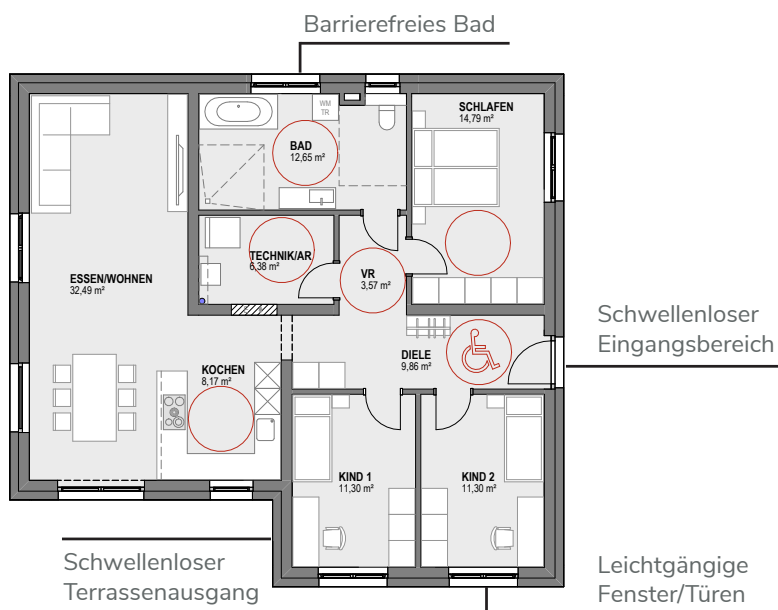 Barrierefreies Bad
WM
TR
SCHLAFEN
14,79 m²
BAD
12,65 m²
TECHNIK/AR
6,38 m²
VR
3,57 m²
ESSEN/WOHNEN
32,49 m²
Schwellenloser
Eingangsbereich
DIELE
9,86 m²
KOCHEN
8,17 m²
KIND 1
11,30 m²
KIND 2
11,30 m²
Schwellenloser
Terrassenausgang
Leichtgängige
Fenster/Türen